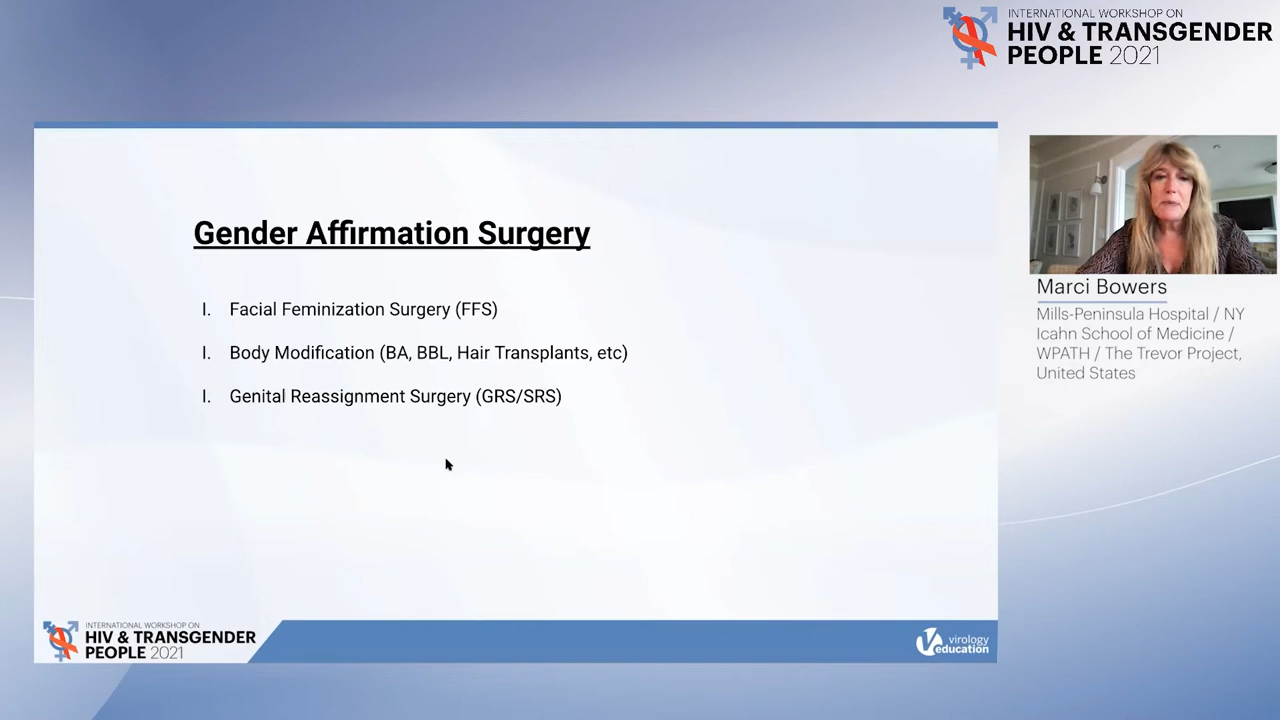 INTERNATIONAL WORKSHOP ON
HIV & TRANSGENDER
PEOPLE 2021
Gender Affirmation Surgery
I. Facial Feminization Surgery (FFS)
I. Body Modification (BA, BBL, Hair Transplants, etc)
I. Genital Reassignment Surgery (GRS/SRS)
Marci Bowers
Mills-Peninsula Hospital / NY
Icahn School of Medicine /
WPATH / The Trevor Project,
United States
INTERNATIONAL WORKSHOP ON
HIV & TRANSGENDER
PEOPLE 2021
virology
education